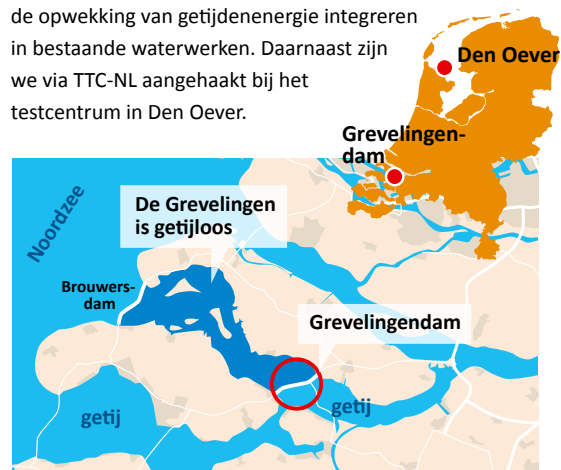 de opwekking van getijdenenergie integreren
in bestaande waterwerken. Daarnaast zijn
we via TTC-NL aangehaakt bij het
testcentrum in Den Oever.
Den Oever
Grevelingen-
dam
Noordzee
De Grevelingen
is getijloos
Brouwers-
dam
Grevelingendam
getij
getij